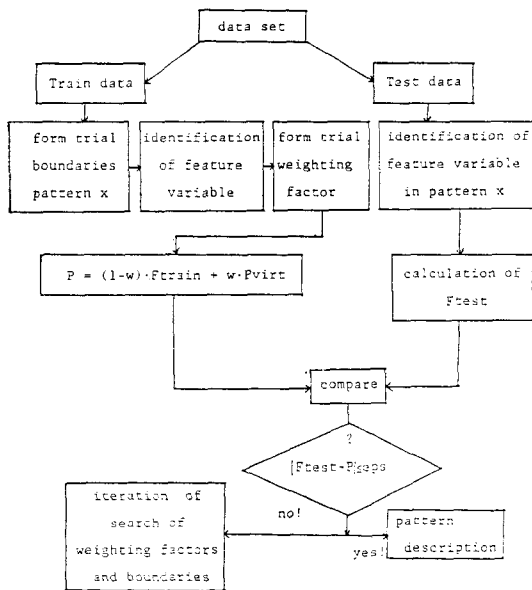 data set
Train data
Test data
form trial
boundaries
pattern x
identification
of feature
variable
form trial
weighting
factor
identification of
feature variable
in pattern x
P = (1-w)·Ftrain + w·Pvirt
calculation of
Ftest
compare
?
|Ftest-P|≤eps
no!
yes!
iteration of
search of
weighting factors
and boundaries
pattern
description